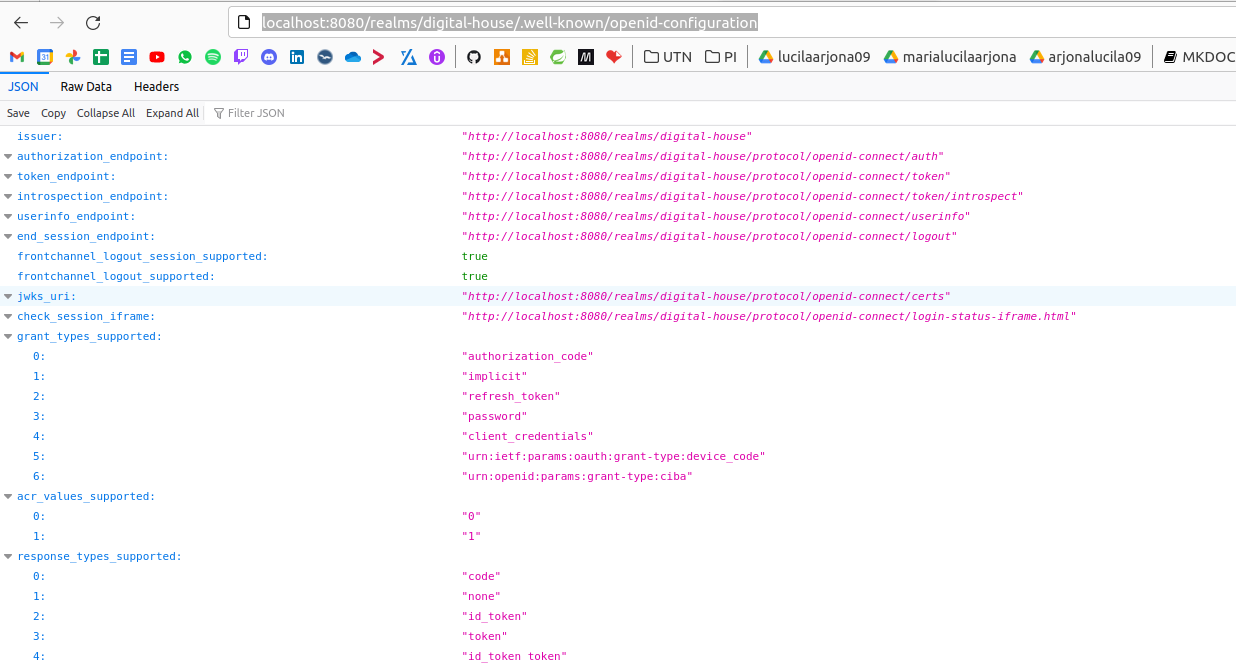 localhost:8080/realms/digital-house/.well-known/openid-configuration
31 UTN PI lucilaarjona09 marialucilaarjona arjonalucila09 MKDOC
JSON Raw Data Headers
Save Copy Collapse All Expand All Filter JSON
issuer: "http://localhost:8080/realms/digital-house"
authorization_endpoint: "http://localhost:8080/realms/digital-house/protocol/openid-connect/auth"
token_endpoint: "http://localhost:8080/realms/digital-house/protocol/openid-connect/token"
introspection_endpoint: "http://localhost:8080/realms/digital-house/protocol/openid-connect/token/introspect"
userinfo_endpoint: "http://localhost:8080/realms/digital-house/protocol/openid-connect/userinfo"
end_session_endpoint: "http://localhost:8080/realms/digital-house/protocol/openid-connect/logout"
frontchannel_logout_session_supported: true
frontchannel_logout_supported: true
jwks_uri: "http://localhost:8080/realms/digital-house/protocol/openid-connect/certs"
check_session_iframe: "http://localhost:8080/realms/digital-house/protocol/openid-connect/login-status-iframe.html"
grant_types_supported:
0: "authorization_code"
1: "implicit"
2: "refresh_token"
3: "password"
4: "client_credentials"
5: "urn:ietf:params:oauth:grant-type:device_code"
6: "urn:openid:params:grant-type:ciba"
acr_values_supported:
0: "0"
1: "1"
response_types_supported:
0: "code"
1: "none"
2: "id_token"
3: "token"
4: "id_token token"